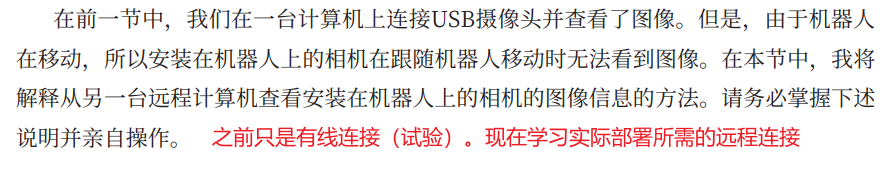 在前一节中，我们在一台计算机上连接USB摄像头并查看了图像。但是，由于机器人
在移动，所以安装在机器人上的相机在跟随机器人移动时无法看到图像。在本节中，我将
解释从另一台远程计算机查看安装在机器人上的相机的图像信息的方法。请务必掌握下述
说明并亲自操作。 之前只是有线连接（试验）。现在学习实际部署所需的远程连接